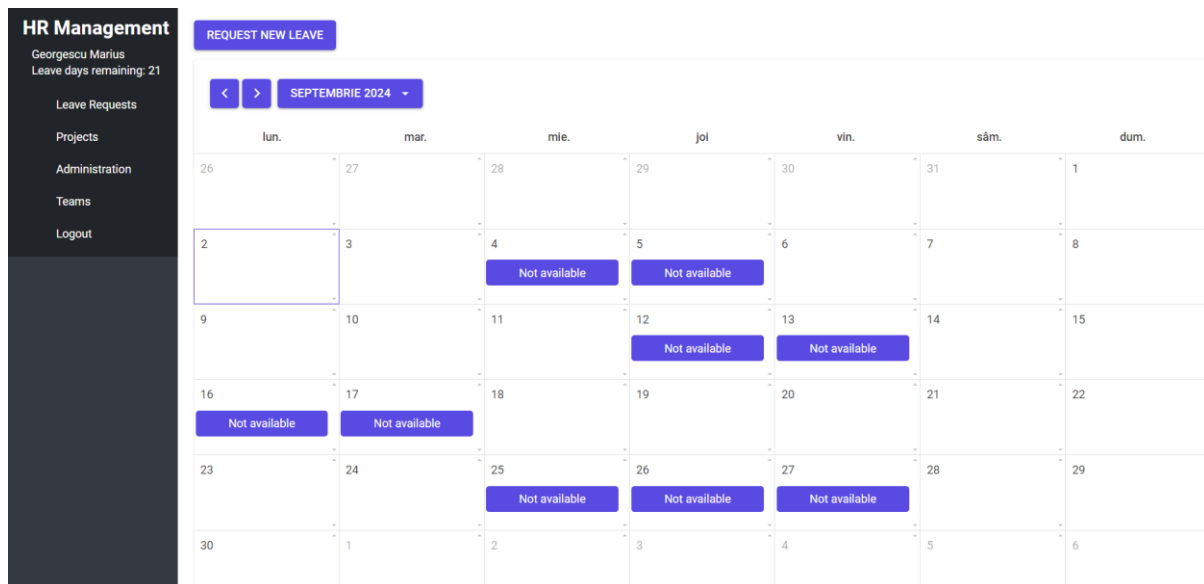 HR Management
Georgescu Marius
Leave days remaining: 21
Leave Requests
Projects
Administration
Teams
Logout
REQUEST NEW LEAVE
SEPTEMBRIE 2024
lun. mar. mie. joi vin. sâm. dum.
26 27 28 29 30 31 1
2 3 4 5 6 7 8
Not available Not available
9 10 11 12 13 14 15
Not available Not available
16 17 18 19 20 21 22
Not available Not available
23 24 25 26 27 28 29
Not available Not available Not available
30 1 2 3 4 5 6